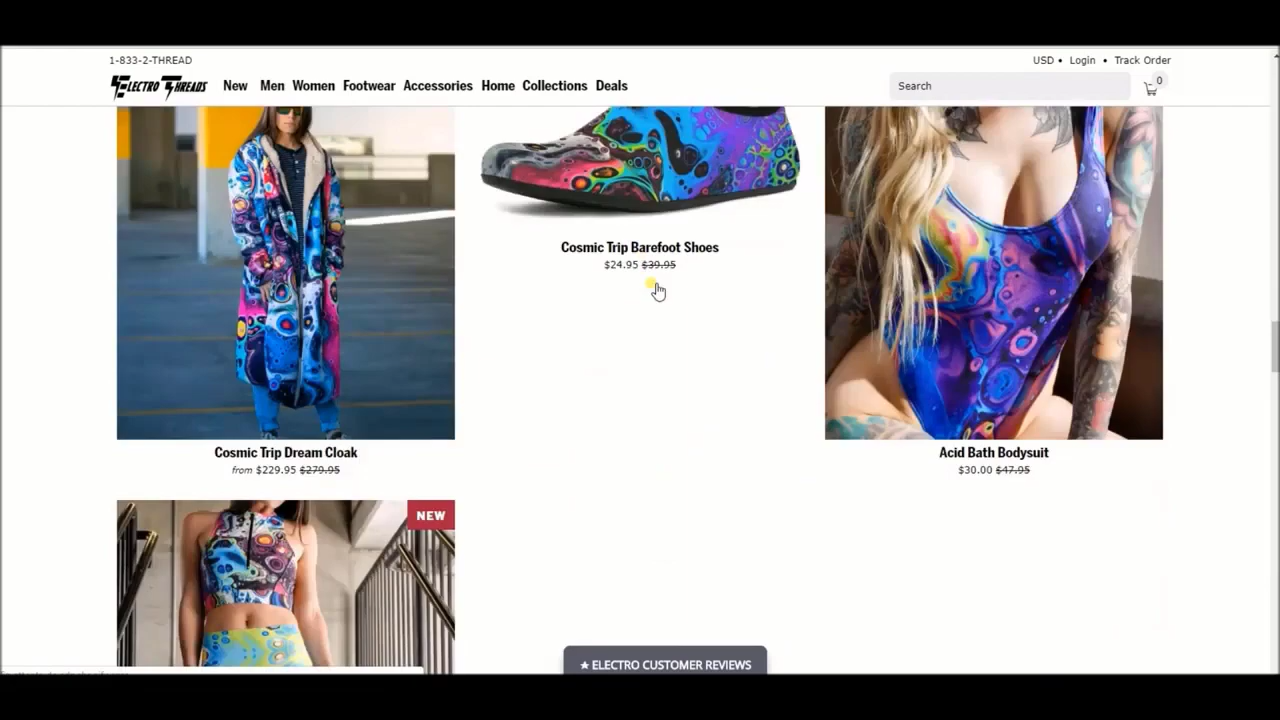 1-833-2-THREAD
USD • Login • Track Order
ELECTRO THREADS
New Men Women Footwear Accessories Home Collections Deals
Search
0
Cosmic Trip Barefoot Shoes
$24.95 $39.95
Cosmic Trip Dream Cloak
from $229.95 $279.95
Acid Bath Bodysuit
$30.00 $47.95
NEW
★ ELECTRO CUSTOMER REVIEWS